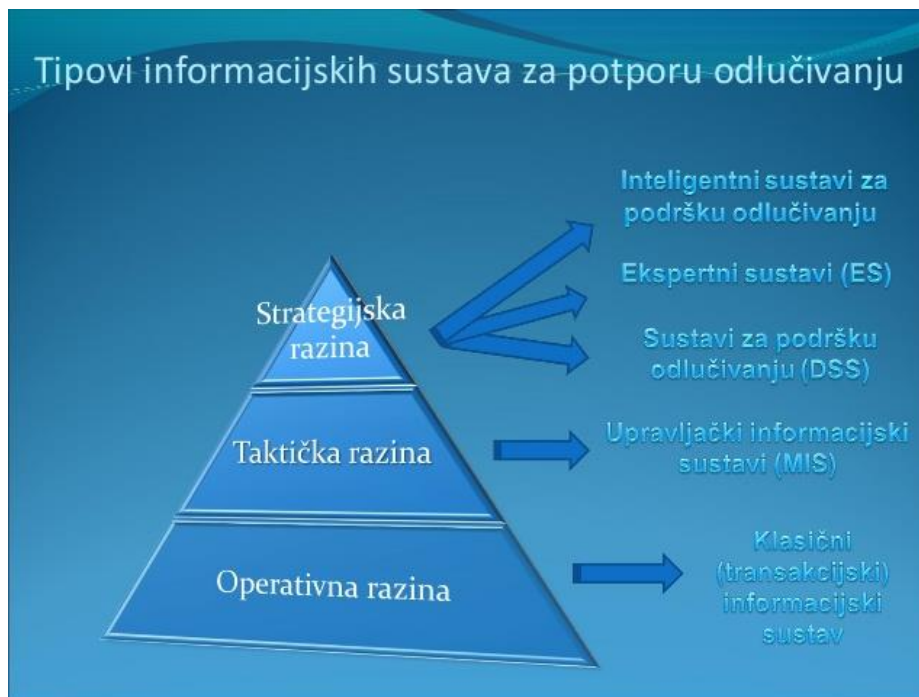 Tipovi informacijskih sustava za potporu odlučivanju
Inteligentni sustavi za
podršku odlučivanju
Ekspertni sustavi (ES)
Sustavi za podršku
odlučivanju (DSS)
Strategijska
razina
Upravljački informacijski
sustavi (MIS)
Taktička razina
Klasični
(transakcijski)
informacijski
sustav
Operativna razina